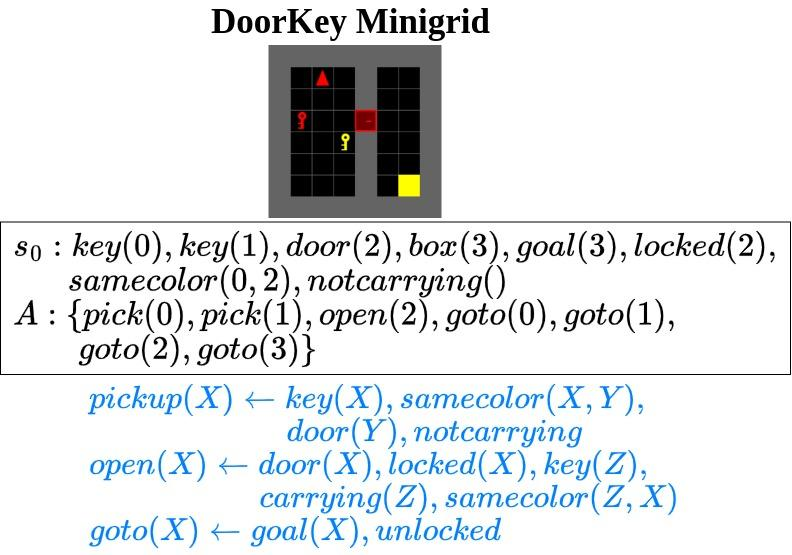 DoorKey Minigrid
s₀ : key(0), key(1), door(2), box(3), goal(3), locked(2),
samecolor(0, 2), notcarrying()
A : {pick(0), pick(1), open(2), goto(0), goto(1),
goto(2), goto(3)}
pickup(X) ← key(X), samecolor(X, Y),
door(Y), notcarrying
open(X) ← door(X), locked(X), key(Z),
carrying(Z), samecolor(Z, X)
goto(X) ← goal(X), unlocked